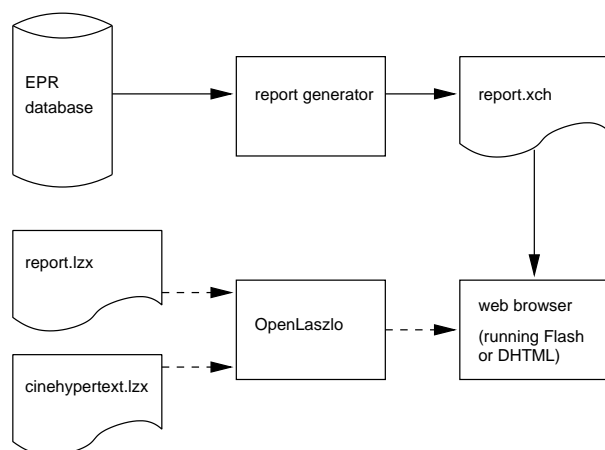 EPR
database
report generator
report.xch
report.lzx
OpenLaszlo
web browser
(running Flash
or DHTML)
cinehypertext.lzx